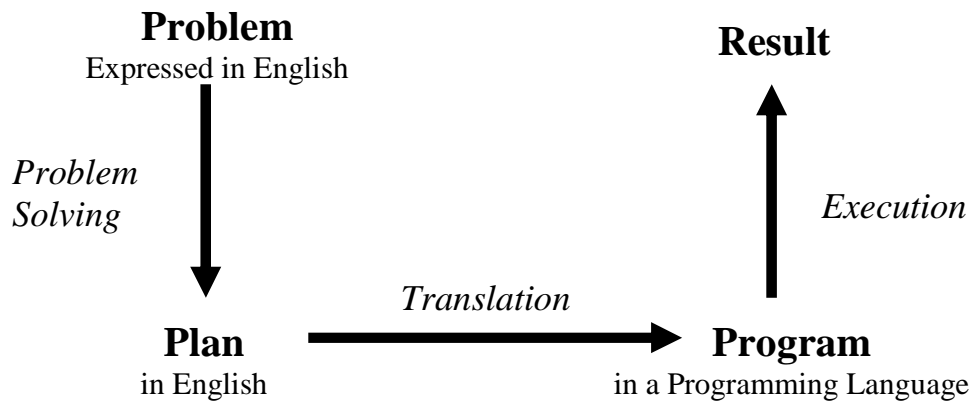 Problem
Expressed in English
Result
Problem
Solving
Execution
Translation
Plan
in English
Program
in a Programming Language